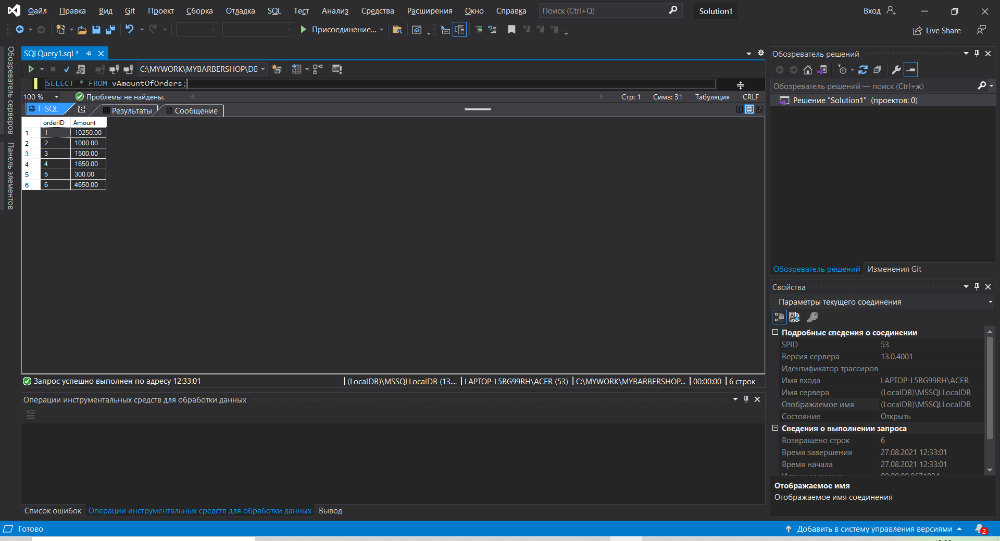 Файл Правка Вид Git Проект Сборка Отладка SQL Тест Анализ Средства Расширения Окно Справка Поиск (Ctrl+Q) Solution1 Вход
Присоединение... Live Share
Обозреватель серверов
Панель элементов
SQLQuery1.sql *
C:\MYWORK\MYBARBERSHOP\DB
SELECT * FROM vAmountOfOrders;
100 % Проблемы не найдены. Стр: 1 Симв: 31 Табуляция CRLF
T-SQL Результаты Сообщение
orderID Amount
1 1 10250.00
2 2 1000.00
3 3 1500.00
4 4 1650.00
5 5 300.00
6 6 4650.00
Запрос успешно выполнен по адресу 12:33:01 (LocalDB)\MSSQLLocalDB (13.... LAPTOP-L5BG99RH\ACER (53) C:\MYWORK\MYBARBERSHOP... 00:00:00 6 строк
Операции инструментальных средств для обработки данных
Список ошибок Операции инструментальных средств для обработки данных Вывод
Обозреватель решений
Обозреватель решений — поиск (Ctrl+ж)
Решение "Solution1" (проектов: 0)
Обозреватель решений Изменения Git
Свойства
Параметры текущего соединения
Подробные сведения о соединении
SPID 53
Версия сервера 13.0.4001
Идентификатор трассиров
Имя входа LAPTOP-L5BG99RH\ACER
Имя сервера (LocalDB)\MSSQLLocalDB
Отображаемое имя (LocalDB)\MSSQLLocalDB
Состояние Открыть
Сведения о выполнении запроса
Возвращено строк 6
Время завершения 27.08.2021 12:33:01
Время начала 27.08.2021 12:33:01
Отображаемое имя
Отображаемое имя соединения
Готово Добавить в систему управления версиями 2